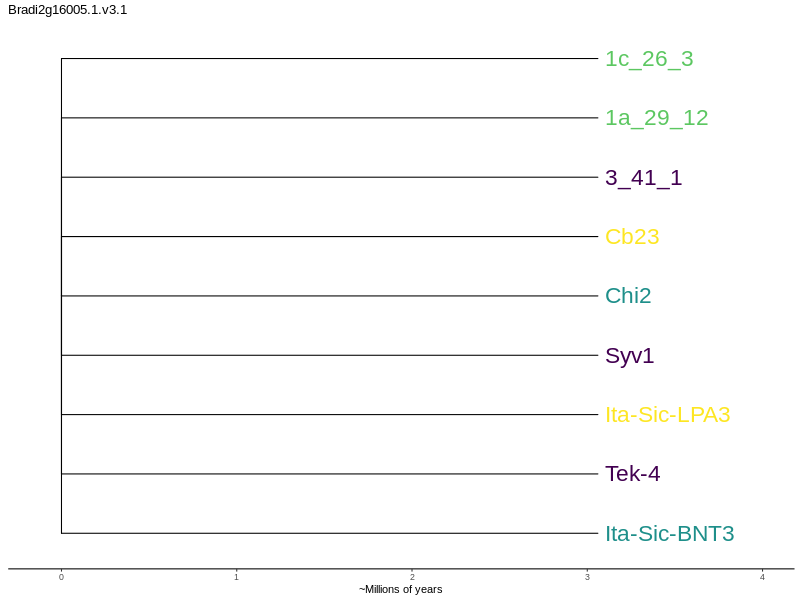 Bradi2g16005.1.v3.1
1c_26_3
1a_29_12
3_41_1
Cb23
Chi2
Syv1
Ita-Sic-LPA3
Tek-4
Ita-Sic-BNT3
0 1 2 3 4
~Millions of years